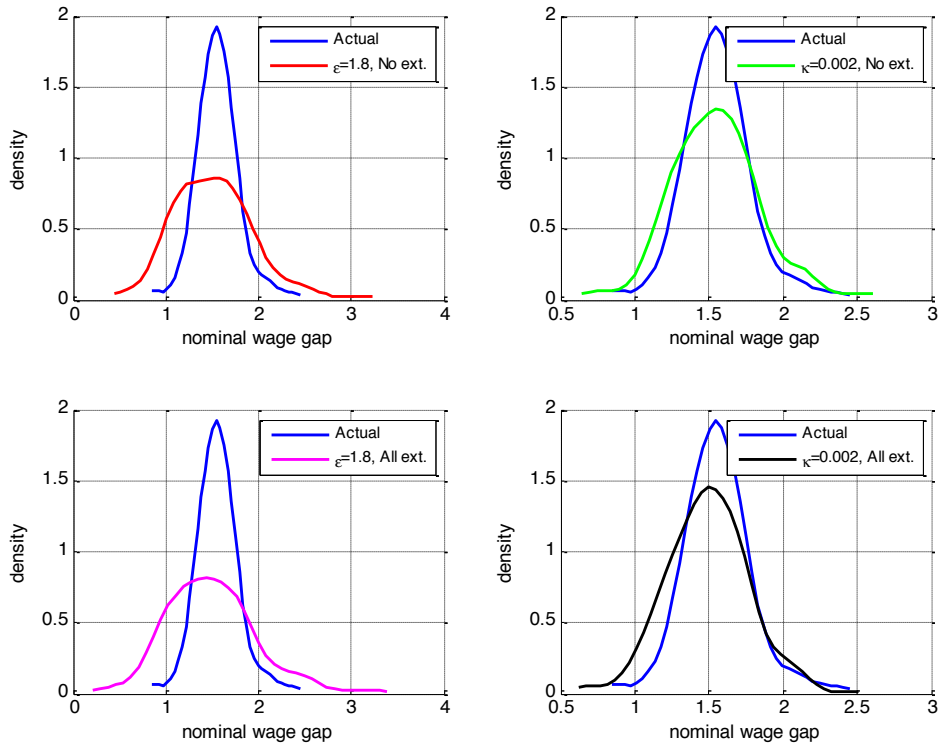 2
1.5
1
0.5
0
density
Actual
ε=1.8, No ext.
0 1 2 3 4
nominal wage gap
2
1.5
1
0.5
0
density
Actual
κ=0.002, No ext.
0.5 1 1.5 2 2.5 3
nominal wage gap
2
1.5
1
0.5
0
density
Actual
ε=1.8, All ext.
0 1 2 3 4
nominal wage gap
2
1.5
1
0.5
0
density
Actual
κ=0.002, All ext.
0.5 1 1.5 2 2.5 3
nominal wage gap